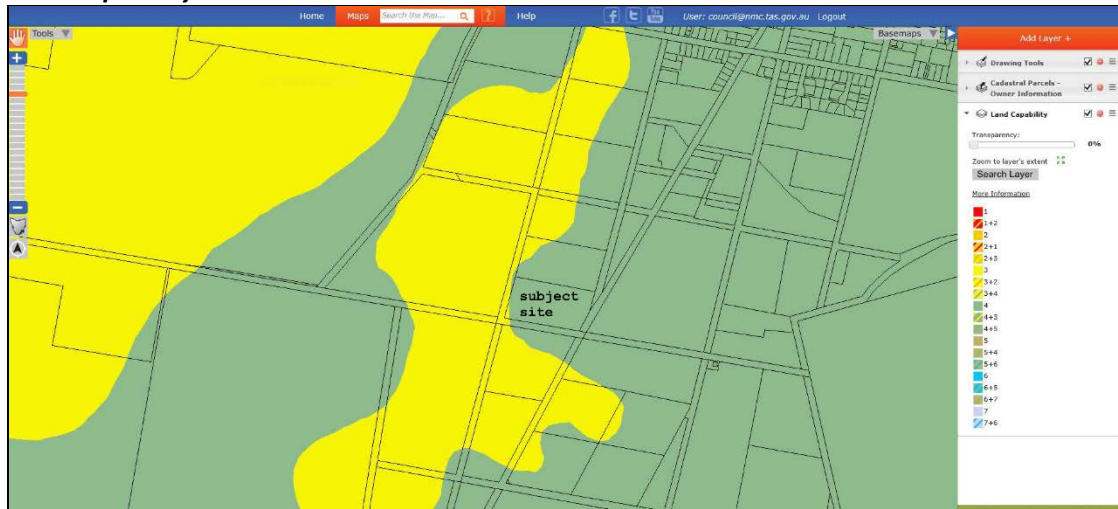 Home Maps Search the Map... ? Help User: council@nmc.tas.gov.au Logout
Tools
Basemaps
Add Layer +
Drawing Tools
Cadastral Parcels -
Owner Information
Land Capability
Transparency:
0%
Zoom to layer's extent
Search Layer
More Information
1
1+2
2
2+1
2+3
3
3+2
3+4
4
4+3
4+5
5
5+4
5+6
6
6+5
6+7
7
7+6
subject
site